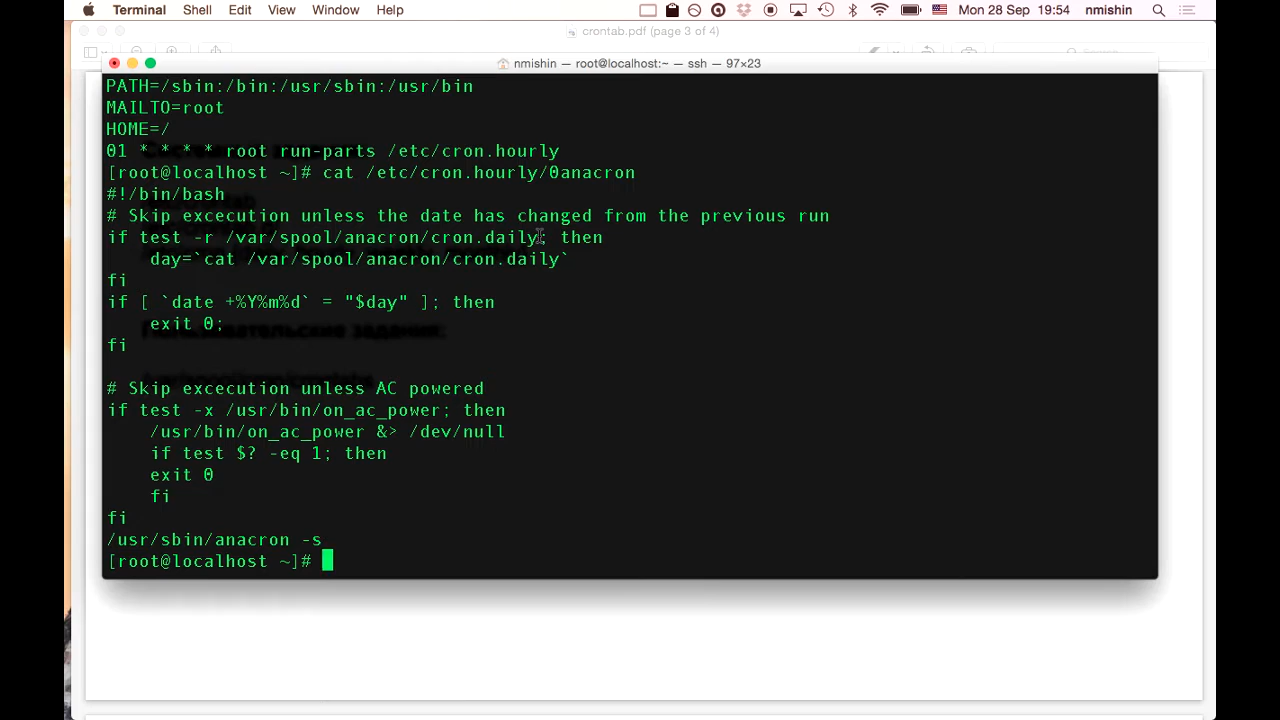 Terminal Shell Edit View Window Help Mon 28 Sep 19:54 nmishin
crontab.pdf (page 3 of 4)
nmishin — root@localhost:~ — ssh — 97×23
PATH=/sbin:/bin:/usr/sbin:/usr/bin
MAILTO=root
HOME=/
01 * * * * root run-parts /etc/cron.hourly
[root@localhost ~]# cat /etc/cron.hourly/0anacron
#!/bin/bash
# Skip excecution unless the date has changed from the previous run
if test -r /var/spool/anacron/cron.daily; then
    day=`cat /var/spool/anacron/cron.daily`
fi
if [ `date +%Y%m%d` = "$day" ]; then
    exit 0;
fi
Пользовательские задания:
# Skip excecution unless AC powered
if test -x /usr/bin/on_ac_power; then
    /usr/bin/on_ac_power &> /dev/null
    if test $? -eq 1; then
    exit 0
    fi
fi
/usr/sbin/anacron -s
[root@localhost ~]#